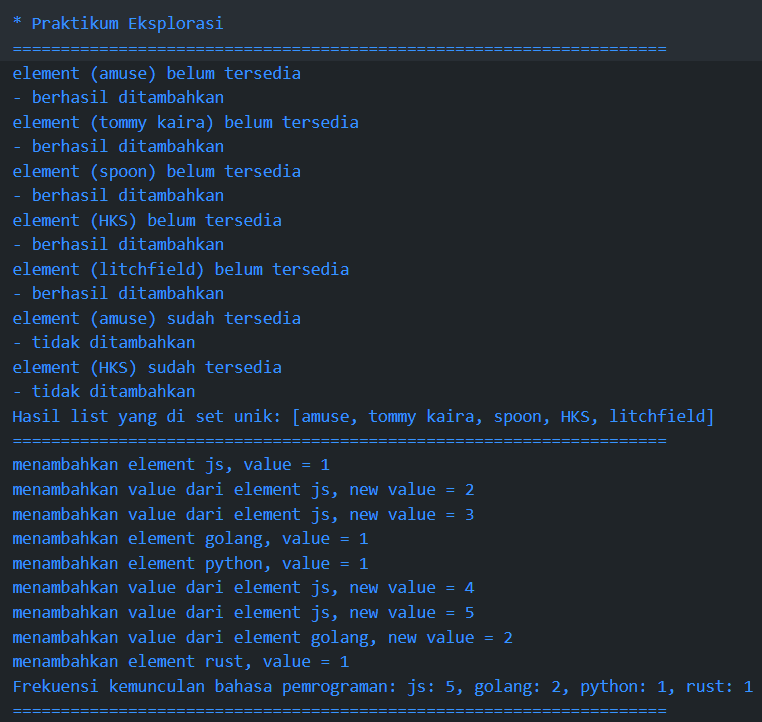 * Praktikum Eksplorasi
====================================================================
element (amuse) belum tersedia
- berhasil ditambahkan
element (tommy kaira) belum tersedia
- berhasil ditambahkan
element (spoon) belum tersedia
- berhasil ditambahkan
element (HKS) belum tersedia
- berhasil ditambahkan
element (litchfield) belum tersedia
- berhasil ditambahkan
element (amuse) sudah tersedia
- tidak ditambahkan
element (HKS) sudah tersedia
- tidak ditambahkan
Hasil list yang di set unik: [amuse, tommy kaira, spoon, HKS, litchfield]
====================================================================
menambahkan element js, value = 1
menambahkan value dari element js, new value = 2
menambahkan value dari element js, new value = 3
menambahkan element golang, value = 1
menambahkan element python, value = 1
menambahkan value dari element js, new value = 4
menambahkan value dari element js, new value = 5
menambahkan value dari element golang, new value = 2
menambahkan element rust, value = 1
Frekuensi kemunculan bahasa pemrograman: js: 5, golang: 2, python: 1, rust: 1
====================================================================